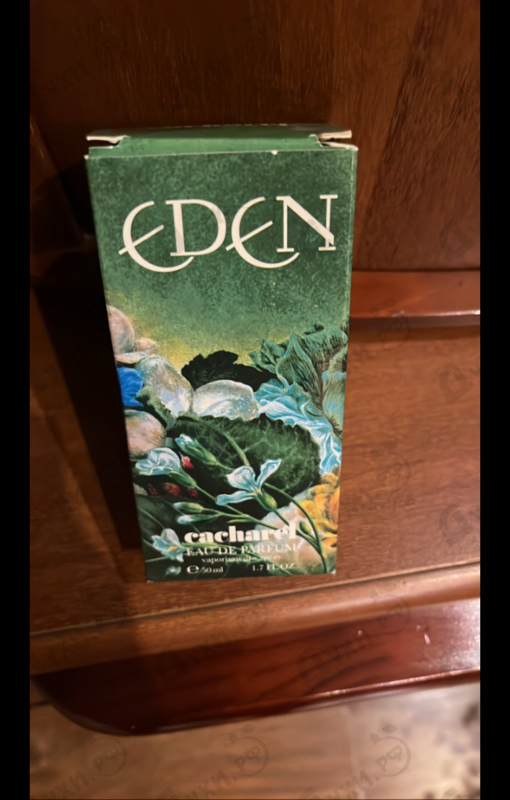 EDEN
cacharel
EAU DE PARFUM
vaporisateur-spray
℮ 50 ml 1.7 FL.OZ.